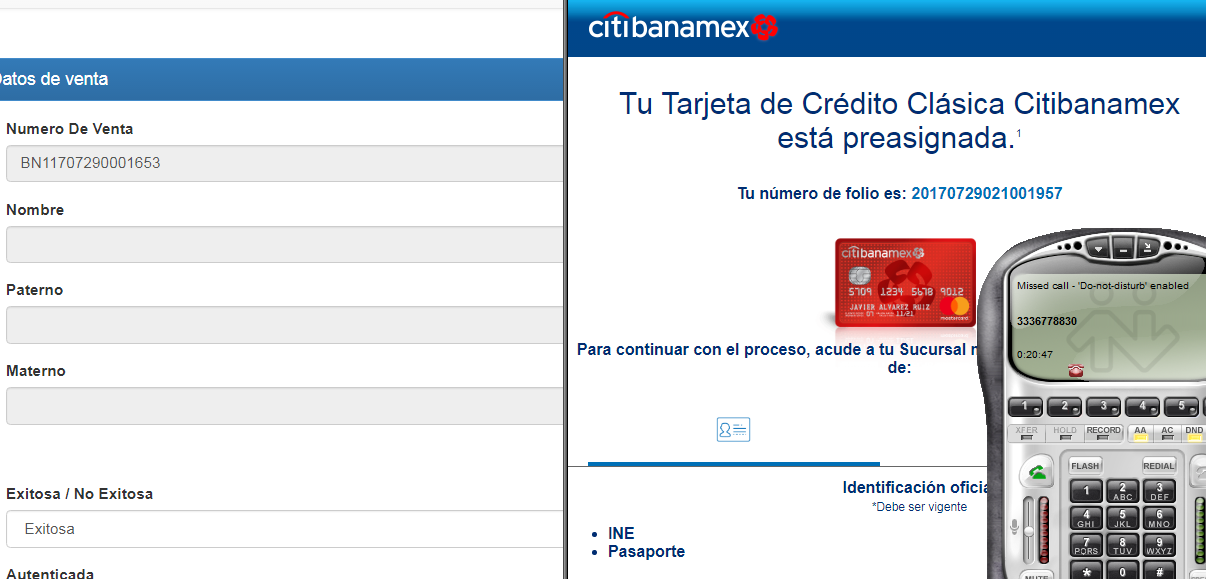 Datos de venta
Numero De Venta
BN11707290001653
Nombre
Paterno
Materno
Exitosa / No Exitosa
Exitosa
Autenticada
citibanamex
Tu Tarjeta de Crédito Clásica Citibanamex
está preasignada.1
Tu número de folio es: 20170729021001957
citibanamex
5709 1234 5678 9012
JAVIER ALVAREZ RUIZ
07 11/21
mastercard
Para continuar con el proceso, acude a tu Sucursal
de:
Identificación oficia
*Debe ser vigente
• INE
• Pasaporte
Missed call - 'Do-not-disturb' enabled
3336778830
0:20:47
1 2 3 4 5
XFER HOLD RECORD AA AC DND
FLASH REDIAL
1 2 ABC 3 DEF
4 GHI 5 JKL 6 MNO
7 PQRS 8 TUV 9 WXYZ
* 0 #
MUTE